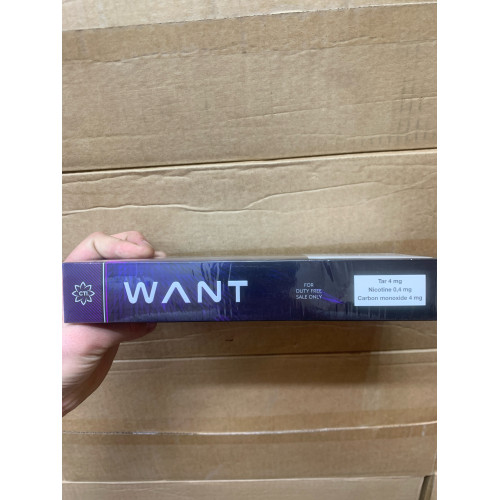 CTI
WANT
FOR
DUTY FREE
SALE ONLY
Tar 4 mg
Nicotine 0,4 mg
Carbon monoxide 4 mg